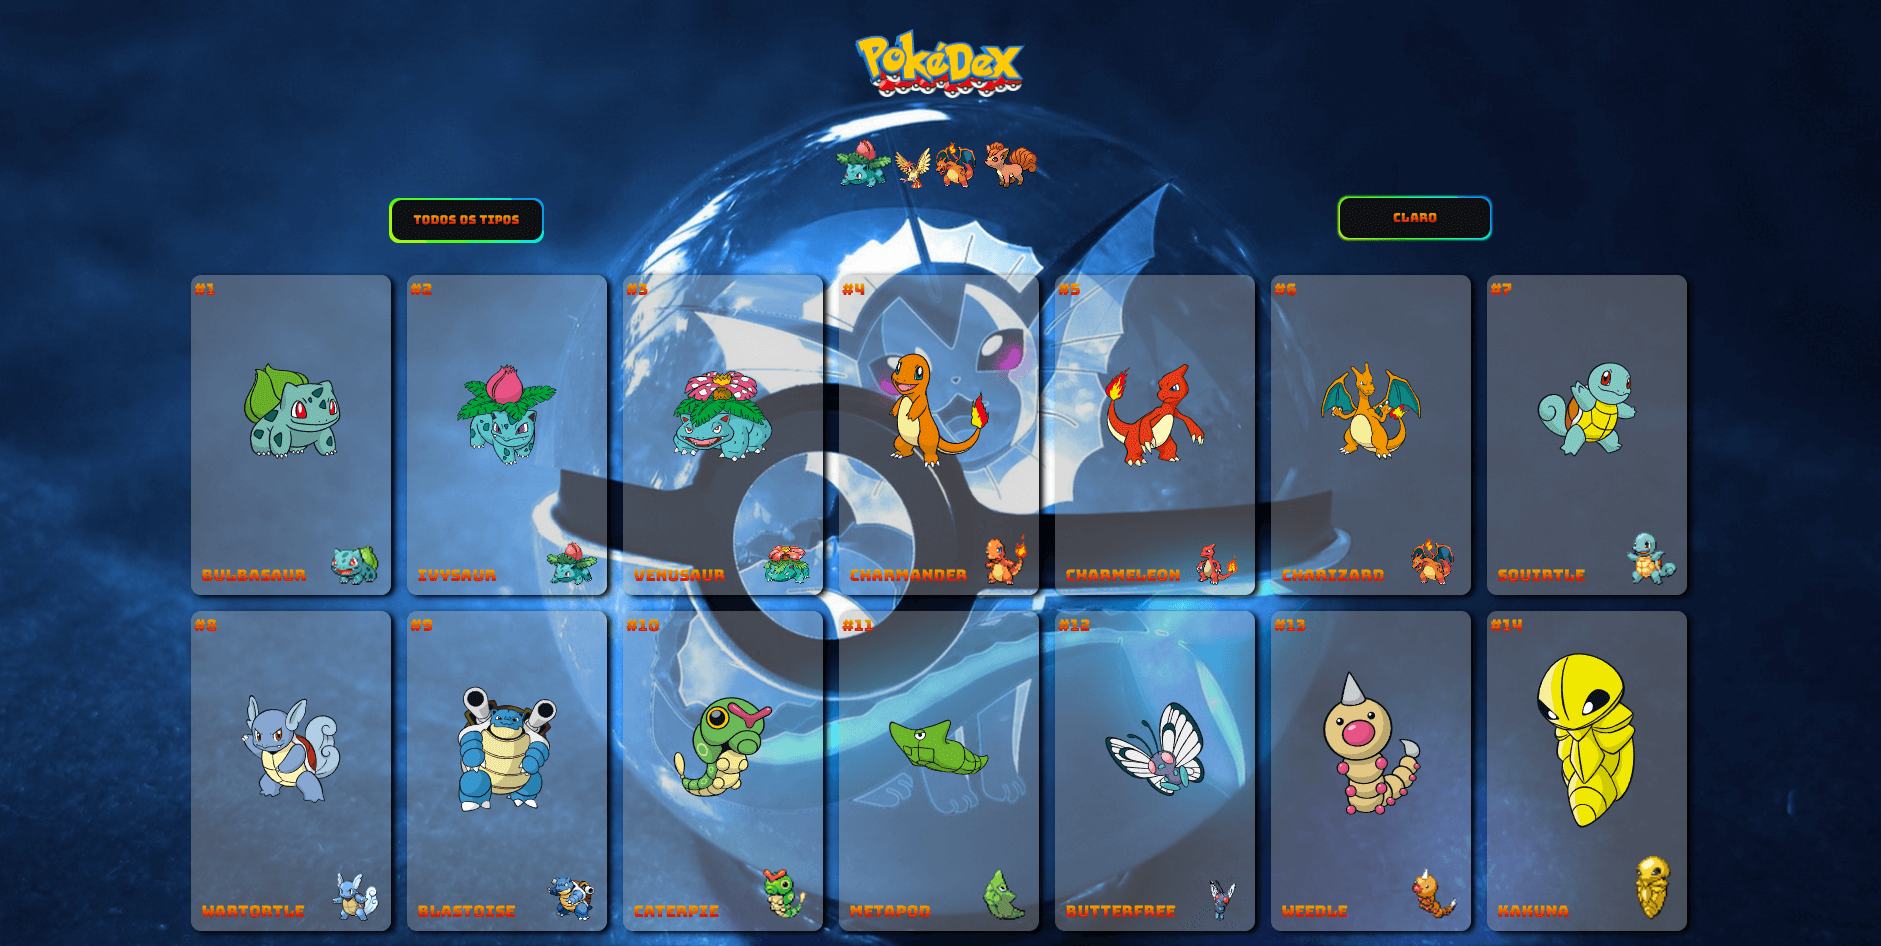 PokéDex
TODOS OS TIPOS
CLARO
#1
#2
#3
#4
#5
#6
#7
BULBASAUR
IVYSAUR
VENUSAUR
CHARMANDER
CHARMELEON
CHARIZARD
SQUIRTLE
#8
#9
#10
#11
#12
#13
#14
WARTORTLE
BLASTOISE
CATERPIE
METAPOD
BUTTERFREE
WEEDLE
KAKUNA